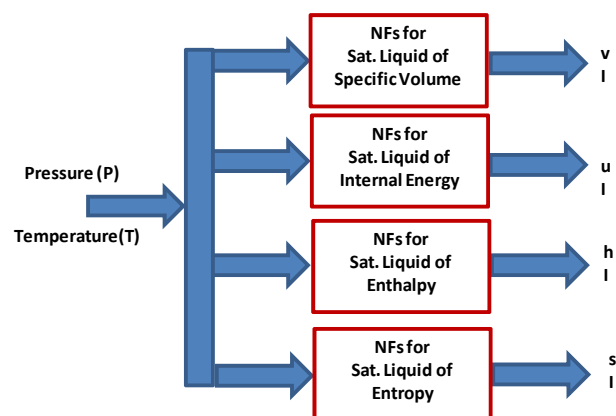 NFs for
Sat. Liquid of
Specific Volume
v
l
NFs for
Sat. Liquid of
Internal Energy
u
l
Pressure (P)
Temperature(T)
NFs for
Sat. Liquid of
Enthalpy
h
l
NFs for
Sat. Liquid of
Entropy
s
l